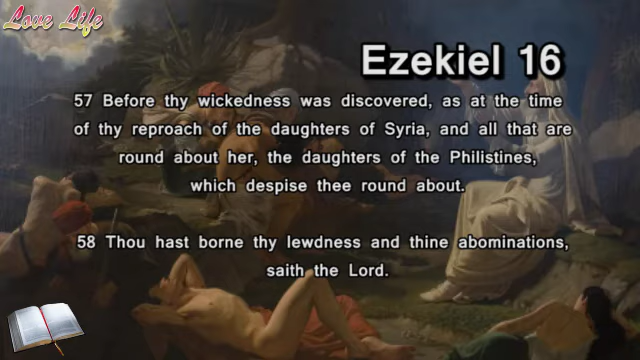 Love Life
Ezekiel 16
57 Before thy wickedness was discovered, as at the time
of thy reproach of the daughters of Syria, and all that are
round about her, the daughters of the Philistines,
which despise thee round about.
58 Thou hast borne thy lewdness and thine abominations,
saith the Lord.